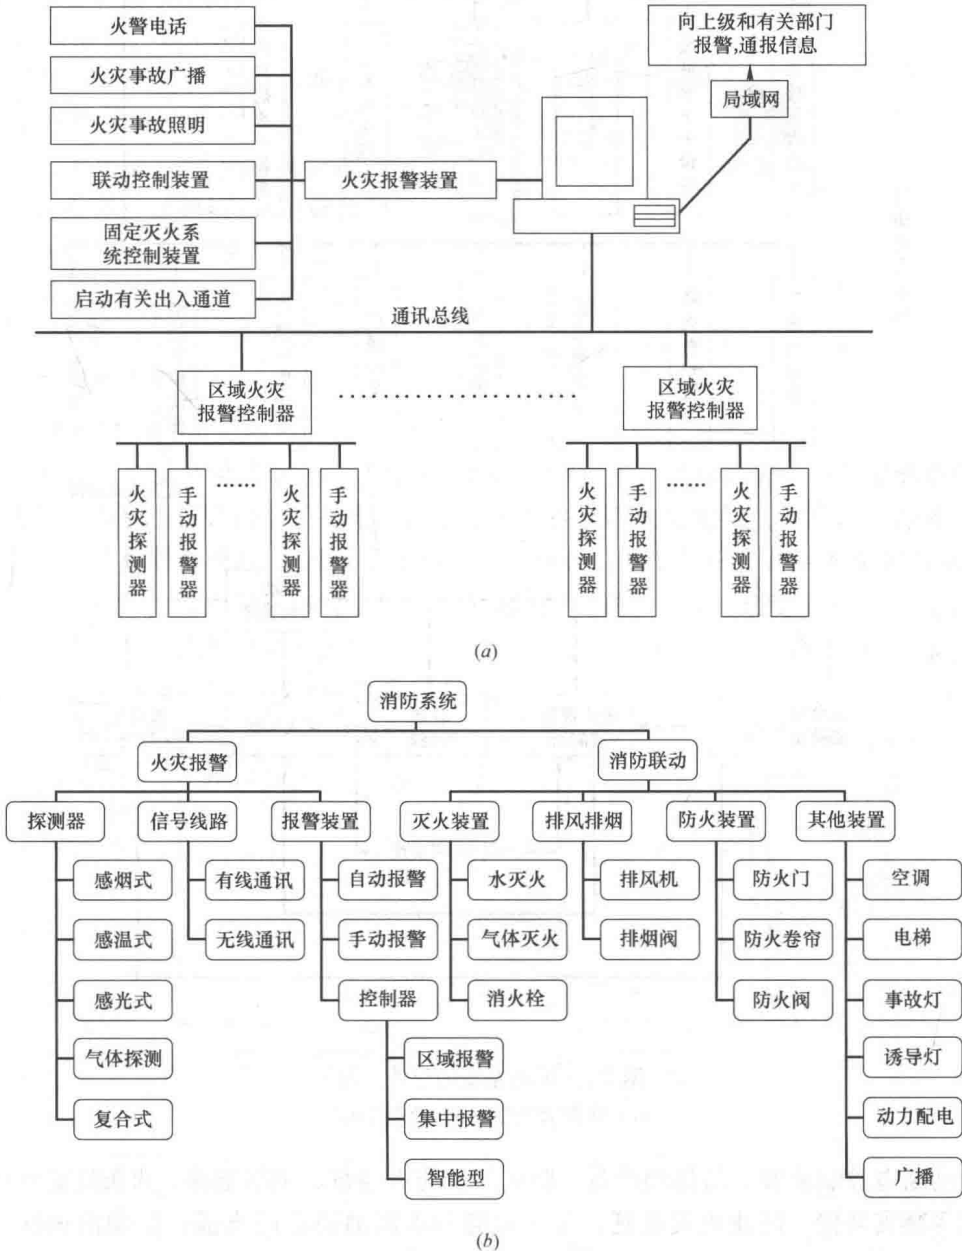 火警电话
火灾事故广播
火灾事故照明
联动控制装置
固定灭火系
统控制装置
启动有关出入通道
火灾报警装置
向上级和有关部门
报警,通报信息
局域网
通讯总线
区域火灾
报警控制器
··············
区域火灾
报警控制器
火灾探测器
手动报警器
······
火灾探测器
手动报警器
火灾探测器
手动报警器
······
火灾探测器
手动报警器
(a)
消防系统
火灾报警
消防联动
探测器
信号线路
报警装置
灭火装置
排风排烟
防火装置
其他装置
感烟式
感温式
感光式
气体探测
复合式
有线通讯
无线通讯
自动报警
手动报警
控制器
区域报警
集中报警
智能型
水灭火
气体灭火
消火栓
排风机
排烟阀
防火门
防火卷帘
防火阀
空调
电梯
事故灯
诱导灯
动力配电
广播
(b)